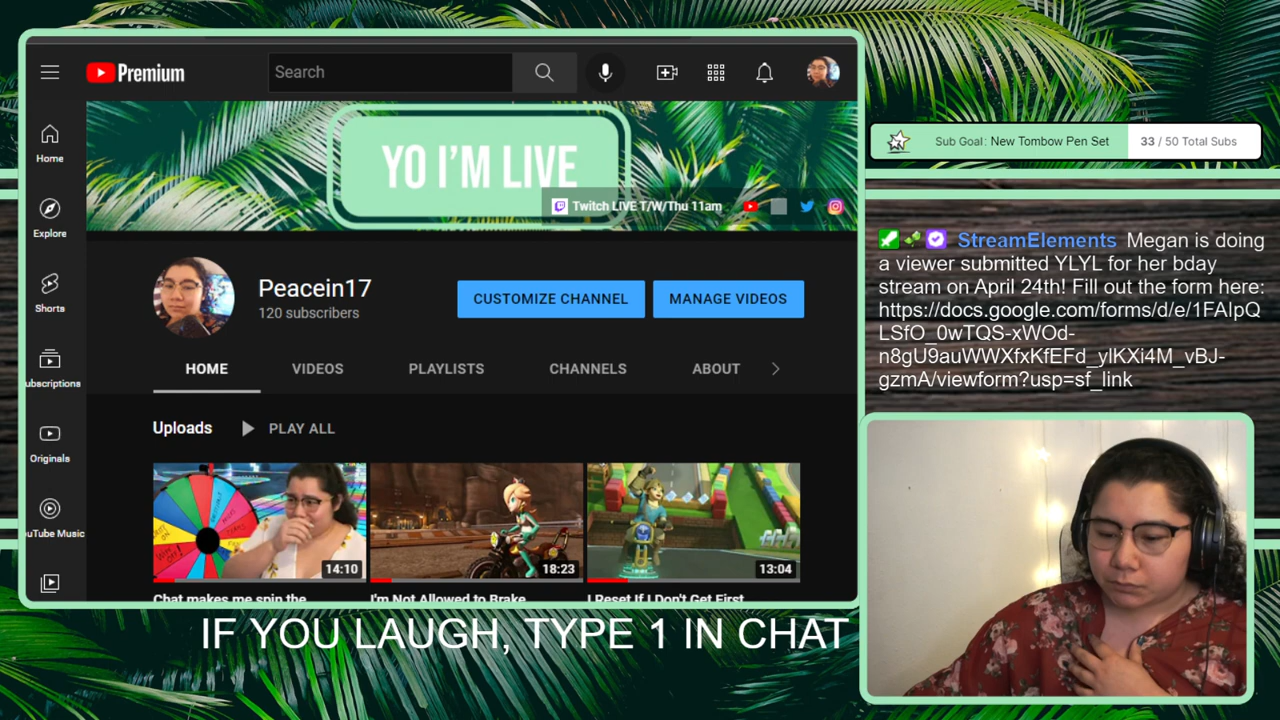 Premium
Search
YO I'M LIVE
Twitch LIVE T/W/Thu 11am
Home
Explore
Shorts
ubscriptions
Originals
uTube Music
Peacein17
120 subscribers
CUSTOMIZE CHANNEL
MANAGE VIDEOS
HOME
VIDEOS
PLAYLISTS
CHANNELS
ABOUT
Uploads
PLAY ALL
14:10
18:23
13:04
Chat makes me spin the
I'm Not Allowed to Brake
I Reset If I Don't Get First
IF YOU LAUGH, TYPE 1 IN CHAT
Sub Goal: New Tombow Pen Set
33 / 50 Total Subs
StreamElements Megan is doing
a viewer submitted YLYL for her bday
stream on April 24th! Fill out the form here:
https://docs.google.com/forms/d/e/1FAIpQ
LSfO_0wTQS-xWOd-
n8gU9auWWXfxKfEFd_ylKXi4M_vBJ-
gzmA/viewform?usp=sf_link